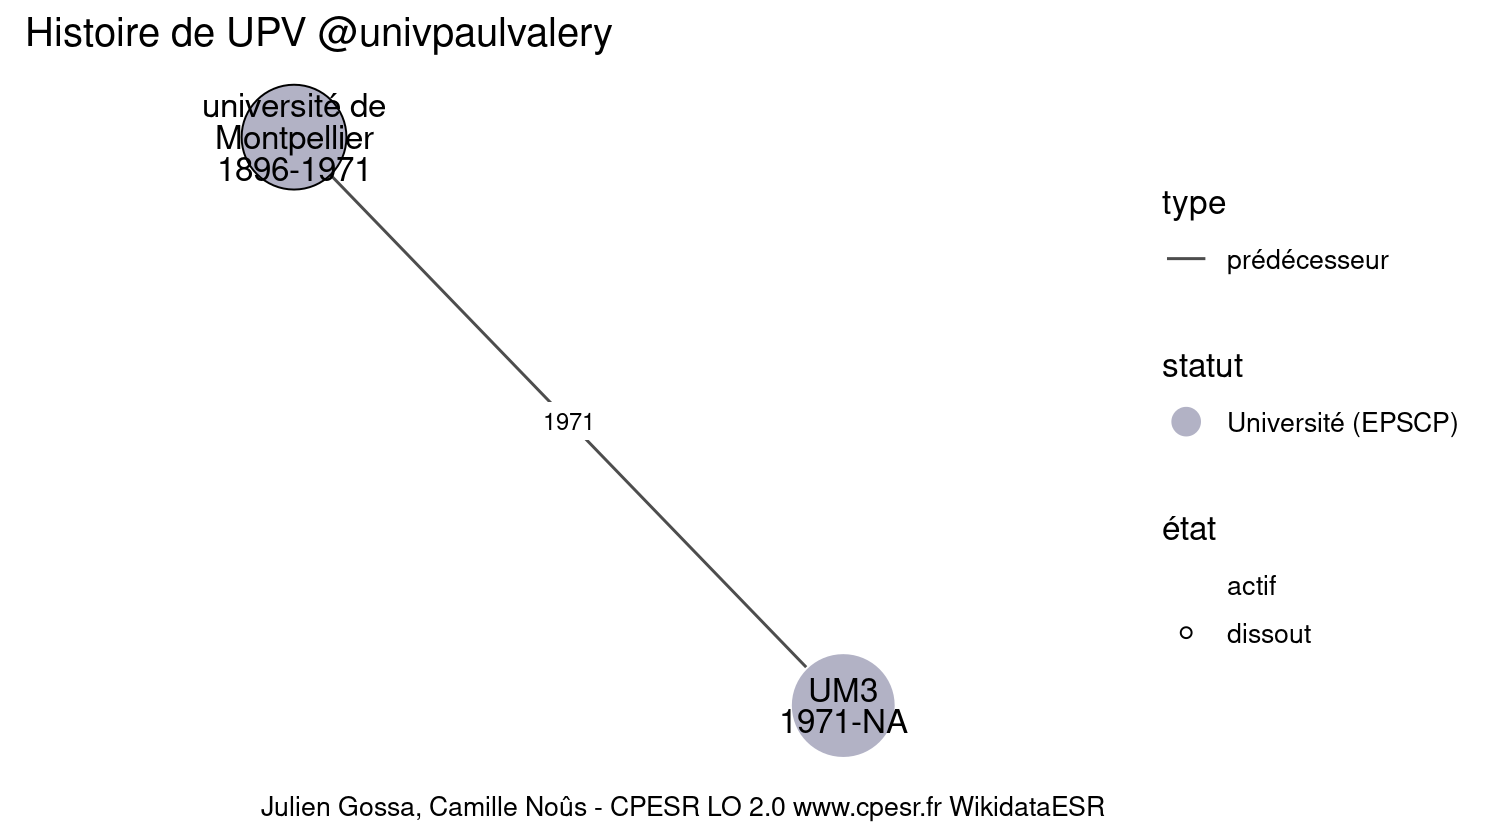 Histoire de UPV @univpaulvalery
université de
Montpellier
1896-1971
1971
UM3
1971-NA
type
prédécesseur
statut
Université (EPSCP)
état
actif
dissout
Julien Gossa, Camille Noûs - CPESR LO 2.0 www.cpesr.fr WikidataESR